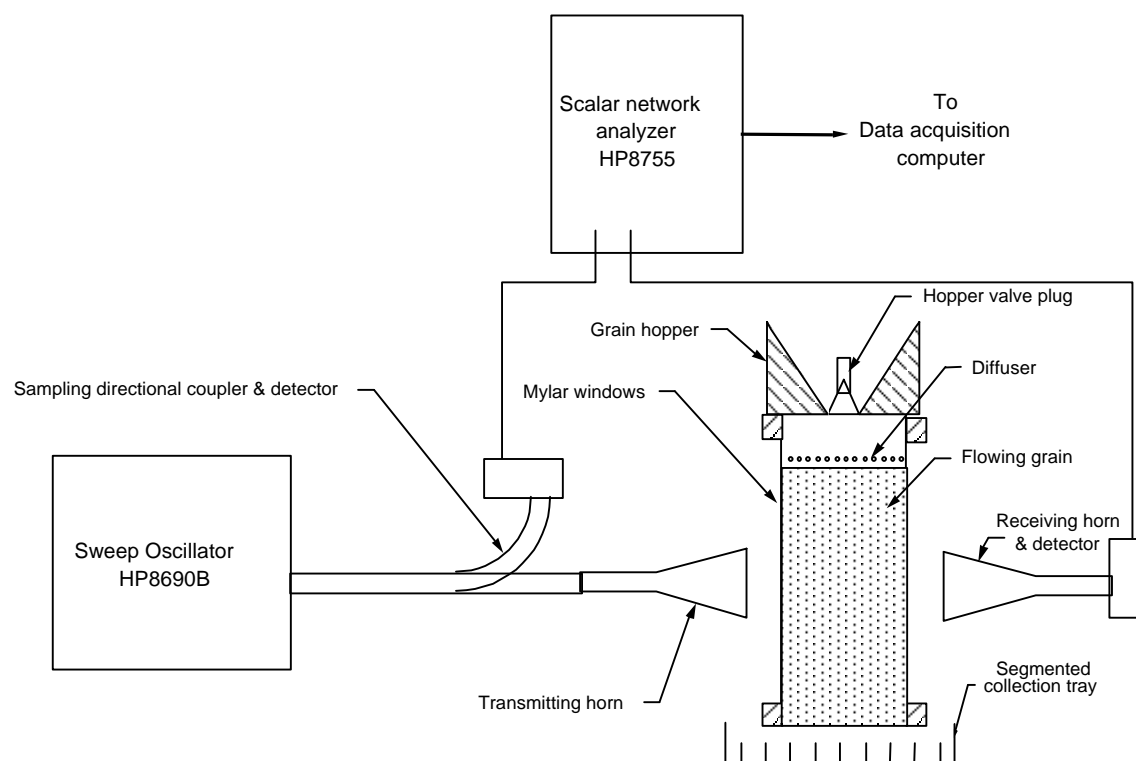 Scalar network
analyzer
HP8755
To
Data acquisition
computer
Hopper valve plug
Grain hopper
Diffuser
Sampling directional coupler & detector
Mylar windows
Flowing grain
Receiving horn
& detector
Sweep Oscillator
HP8690B
Transmitting horn
Segmented
collection tray